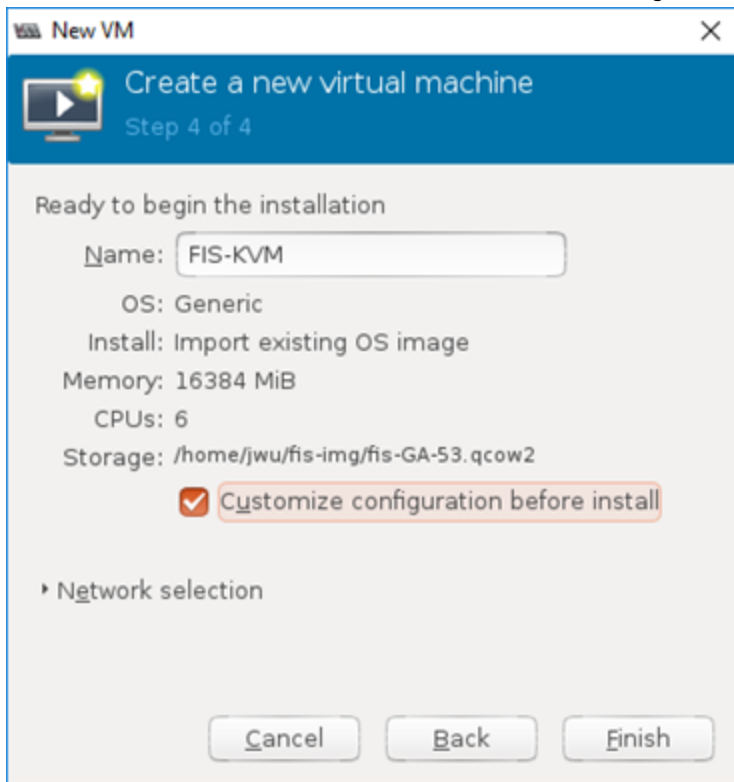 New VM
Create a new virtual machine
Step 4 of 4
Ready to begin the installation
Name: FIS-KVM
OS: Generic
Install: Import existing OS image
Memory: 16384 MiB
CPUs: 6
Storage: /home/jwu/fis-img/fis-GA-53.qcow2
Customize configuration before install
Network selection
Cancel Back Finish